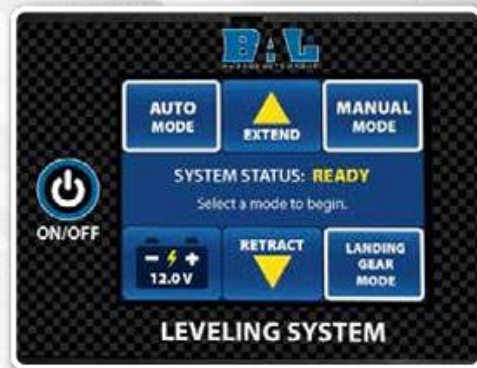 BAL
AUTO
MODE
EXTEND
MANUAL
MODE
SYSTEM STATUS: READY
Select a mode to begin.
ON/OFF
- +
12.0 V
RETRACT
LANDING
GEAR
MODE
LEVELING SYSTEM